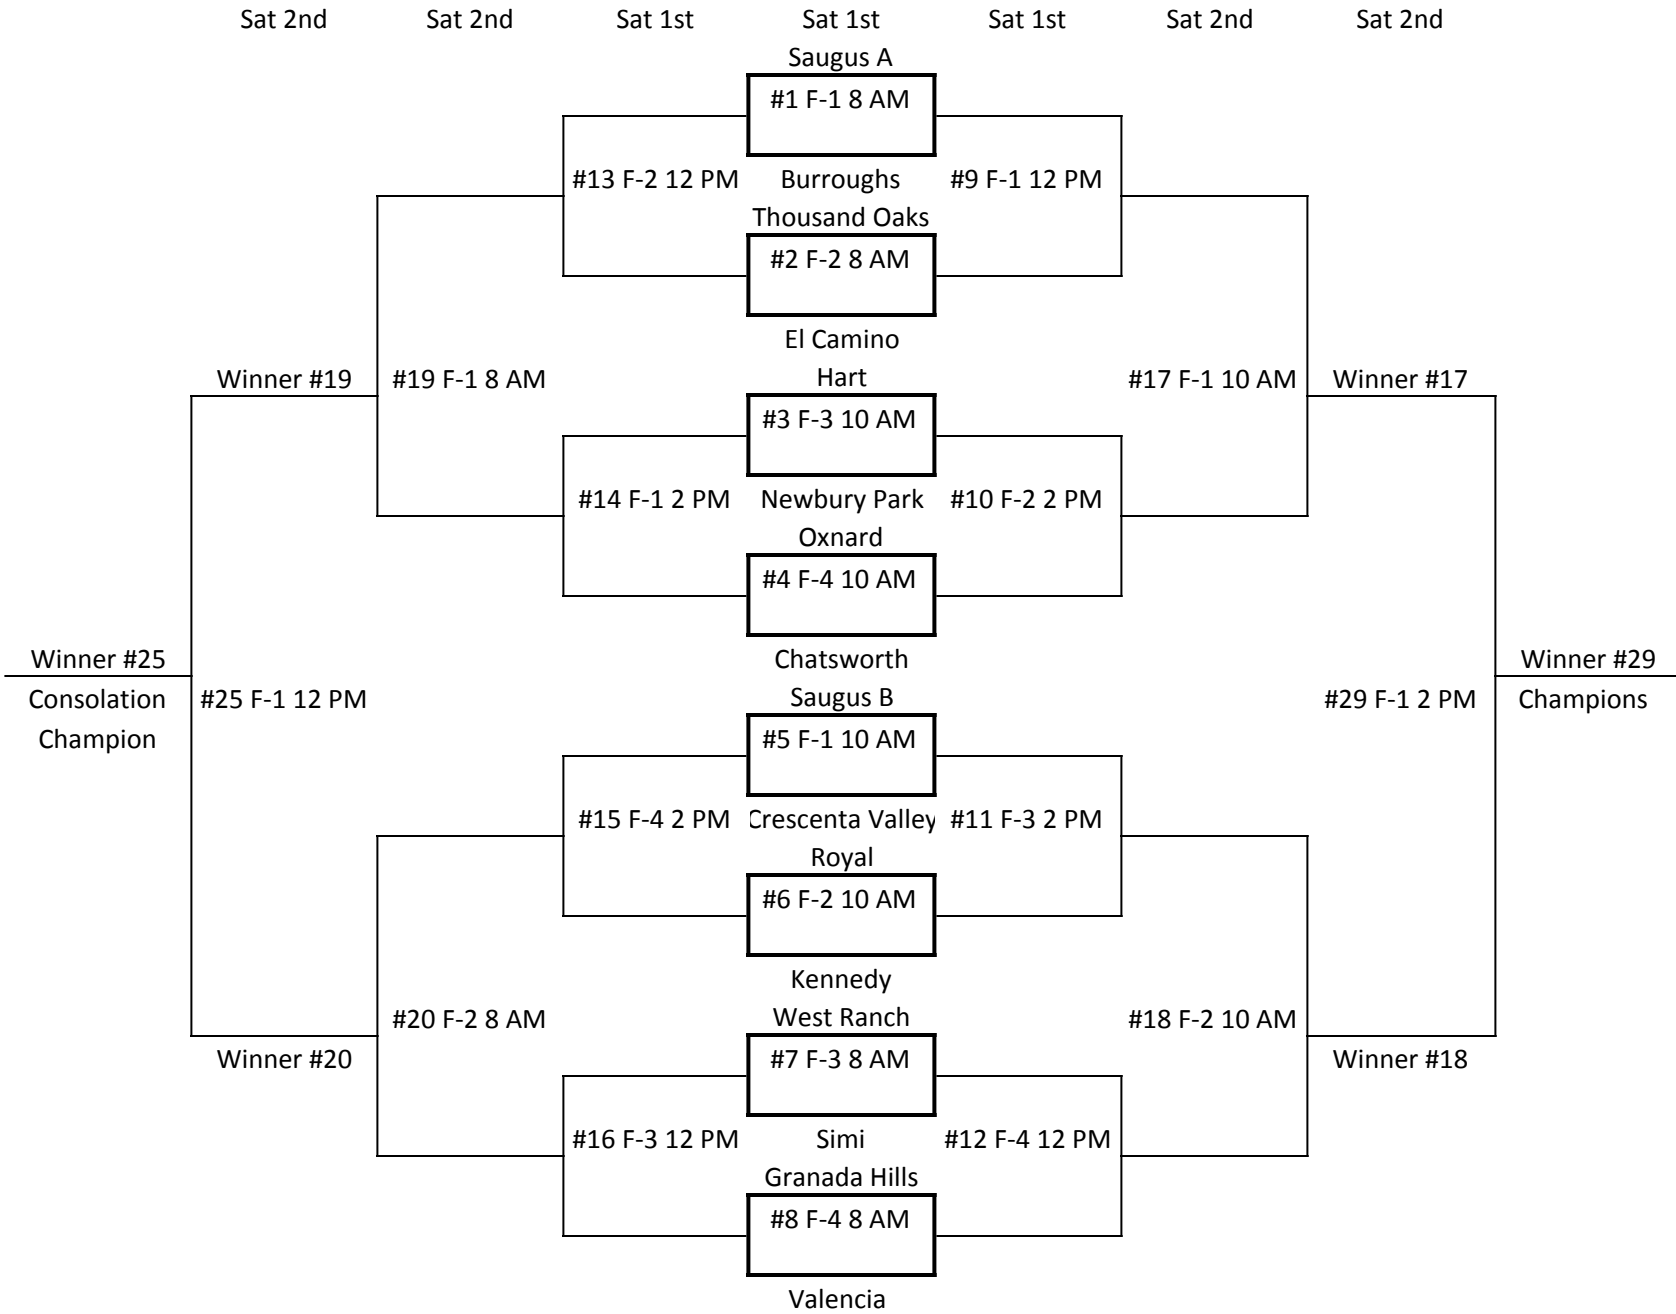 Sat 2nd Sat 2nd Sat 1st Sat 1st Sat 1st Sat 2nd Sat 2nd
Saugus A
#1 F-1 8 AM
#13 F-2 12 PM Burroughs #9 F-1 12 PM
Thousand Oaks
#2 F-2 8 AM
El Camino
Winner #19 #19 F-1 8 AM Hart #17 F-1 10 AM Winner #17
#3 F-3 10 AM
#14 F-1 2 PM Newbury Park #10 F-2 2 PM
Oxnard
#4 F-4 10 AM
Winner #25 Chatsworth Winner #29
Consolation #25 F-1 12 PM Saugus B #29 F-1 2 PM Champions
Champion #5 F-1 10 AM
#15 F-4 2 PM Crescenta Valley #11 F-3 2 PM
Royal
#6 F-2 10 AM
Kennedy
#20 F-2 8 AM West Ranch #18 F-2 10 AM
Winner #20 #7 F-3 8 AM Winner #18
#16 F-3 12 PM Simi #12 F-4 12 PM
Granada Hills
#8 F-4 8 AM
Valencia